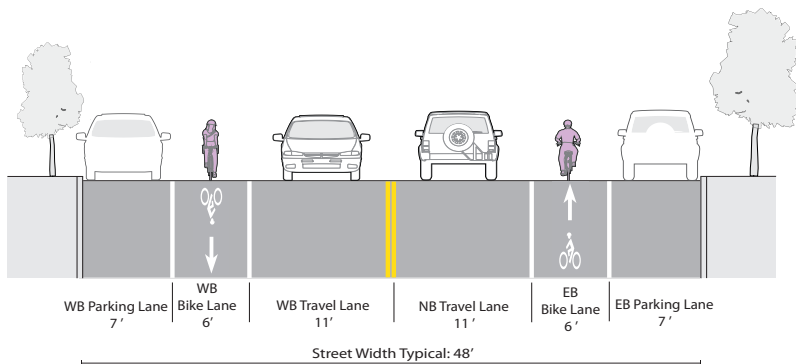 WB Parking Lane
7 ’
WB
Bike Lane
6’
WB Travel Lane
11’
NB Travel Lane
11’
EB
Bike Lane
6 ’
EB Parking Lane
7 ’
Street Width Typical: 48’